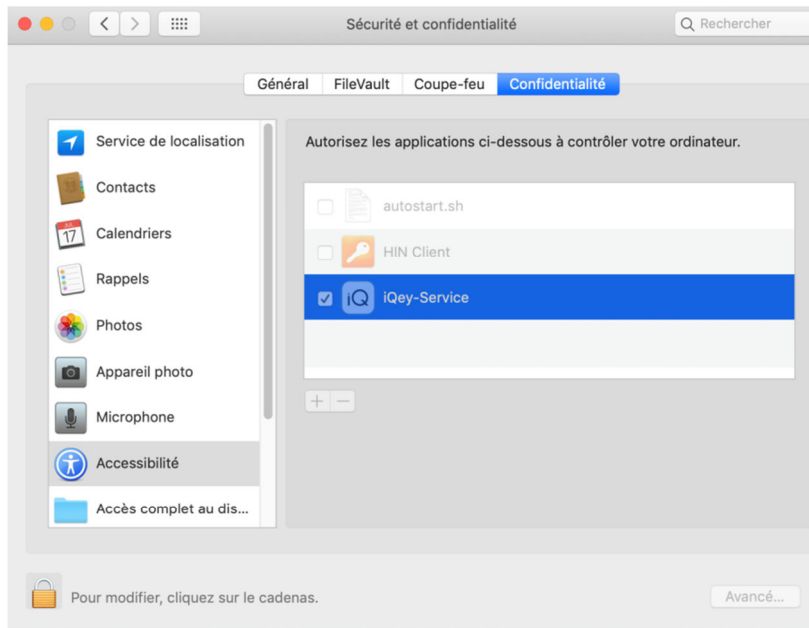 Sécurité et confidentialité
Rechercher
Général FileVault Coupe-feu Confidentialité
Service de localisation
Contacts
JUL
17
Calendriers
Rappels
Photos
Appareil photo
Microphone
Accessibilité
Accès complet au dis...
Autorisez les applications ci-dessous à contrôler votre ordinateur.
autostart.sh
HIN Client
iQ iQey-Service
+ −
Pour modifier, cliquez sur le cadenas.
Avancé...